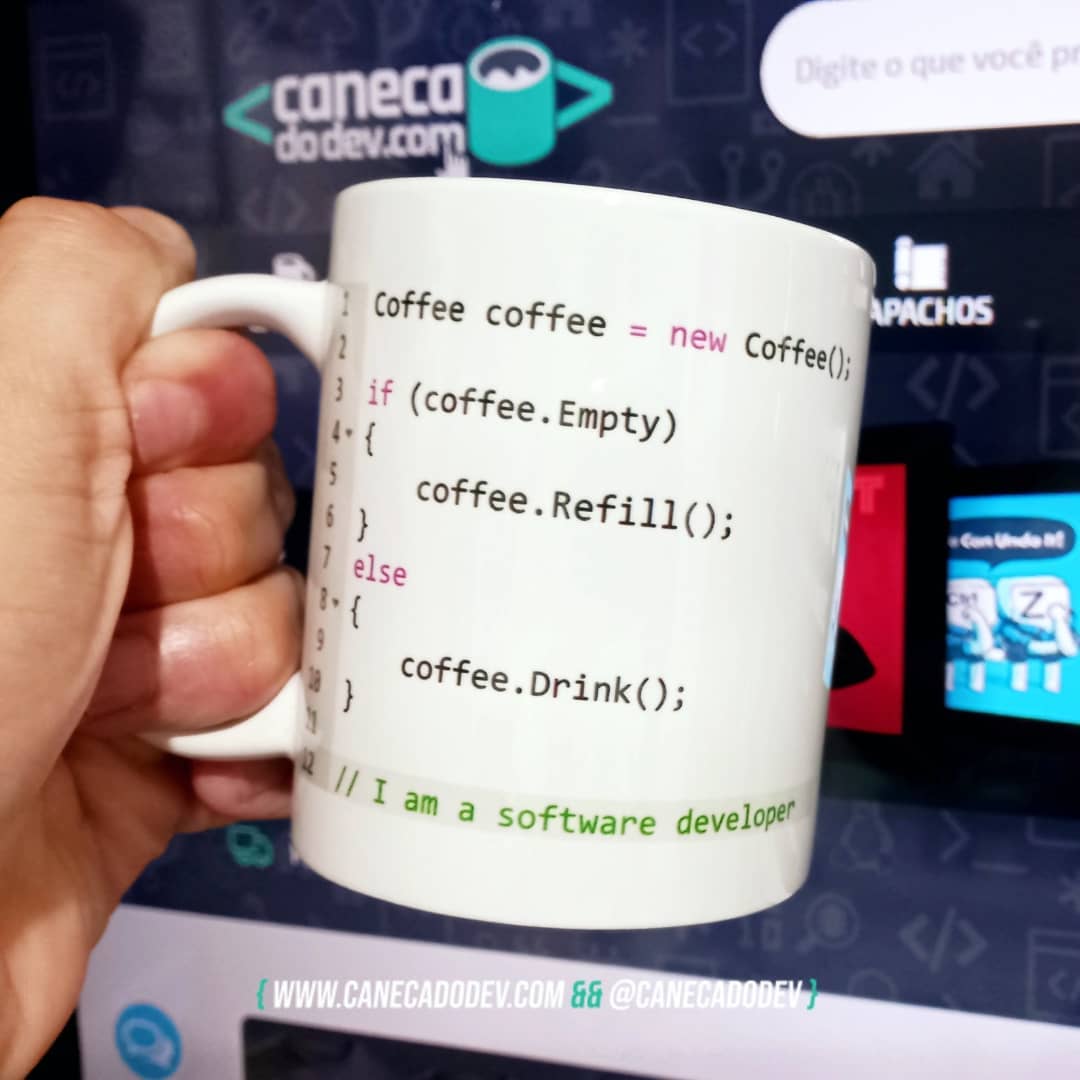 caneca
dodev.com
Digite o que você
APACHOS
1 Coffee coffee = new Coffee();
2
3 if (coffee.Empty)
4 {
5 coffee.Refill();
6 }
7 else
8 {
9 coffee.Drink();
10 }
11
12 // I am a software developer
Can Undo It!
Ctrl
Z
{ WWW.CANECADODEV.COM && @CANECADODEV }